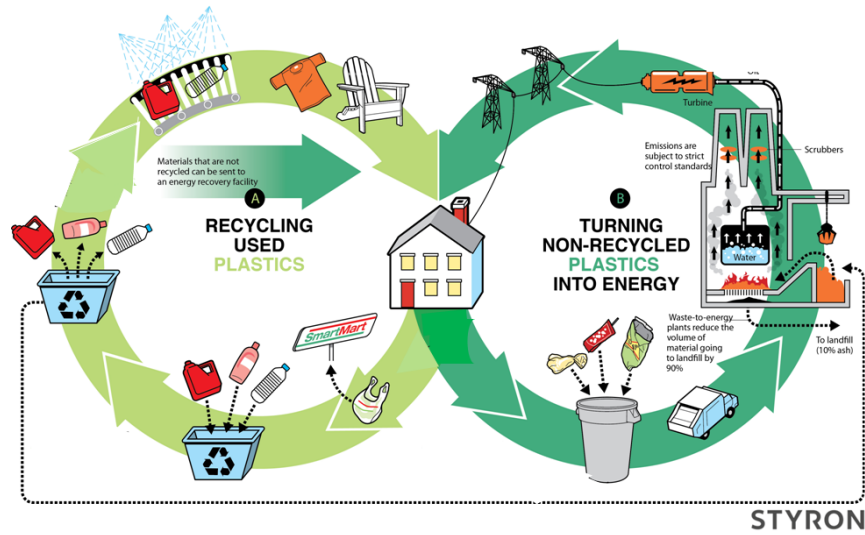 Turbine
Emissions are
subject to strict
control standards
Scrubbers
Materials that are not
recycled can be sent to
an energy recovery facility
A
RECYCLING
USED
PLASTICS
B
TURNING
NON-RECYCLED
PLASTICS
INTO ENERGY
Water
SmartMart
Waste-to-energy
plants reduce the
volume of
material going
to landfill by
90%
To landfill
(10% ash)
STYRON